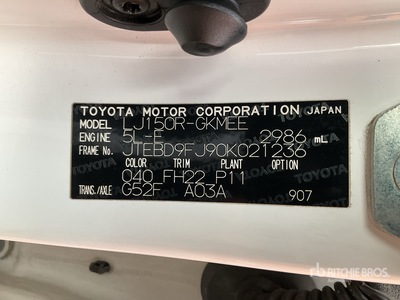 TOYOTA MOTOR CORPORATION JAPAN
MODEL LJ150R-GKMEE
ENGINE 5L-E 2986 mL
FRAME No. JTEBD9FJ90K021236
COLOR TRIM PLANT OPTION
040 FH22 P11
TRANS./AXLE G52F A03A 907
RITCHIE BROS.